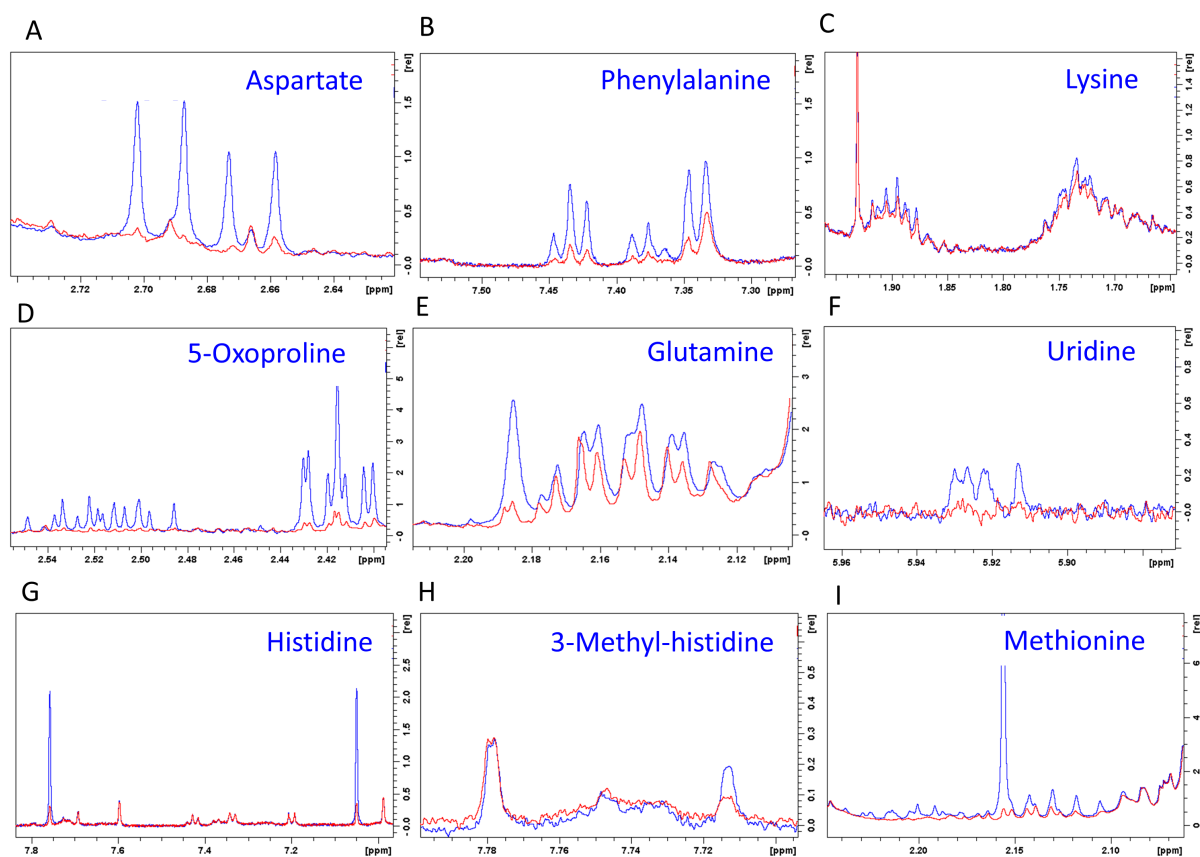 A
Aspartate
[rel]
1.5
1.0
0.5
- 0.0
2.72
2.70
2.68
2.66
2.64
[ppm]
B
Phenylalanine
[rel]
1.5
1.0
0.5
- 0.0
7.50
7.45
7.40
7.35
7.30
[ppm]
C
Lysine
[rel]
1.4
1.2
1.0
0.8
0.6
0.4
0.2
- 0.0
1.90
1.85
1.80
1.75
1.70
[ppm]
D
5-Oxoproline
[rel]
5
4
3
2
1
- 0
2.54
2.52
2.50
2.48
2.46
2.44
2.42
[ppm]
E
Glutamine
[rel]
3
2
1
- 0
2.20
2.18
2.16
2.14
2.12
[ppm]
F
Uridine
[rel]
0.8
0.6
0.4
0.2
- 0.0
5.96
5.94
5.92
5.90
[ppm]
G
Histidine
[rel]
2.5
2.0
1.5
1.0
0.5
- 0.0
7.8
7.6
7.4
7.2
[ppm]
H
3-Methyl-histidine
[rel]
0.5
0.4
0.3
0.2
0.1
0.0
7.78
7.76
7.74
7.72
[ppm]
I
Methionine
[rel]
6
4
2
0
2.20
2.15
2.10
[ppm]